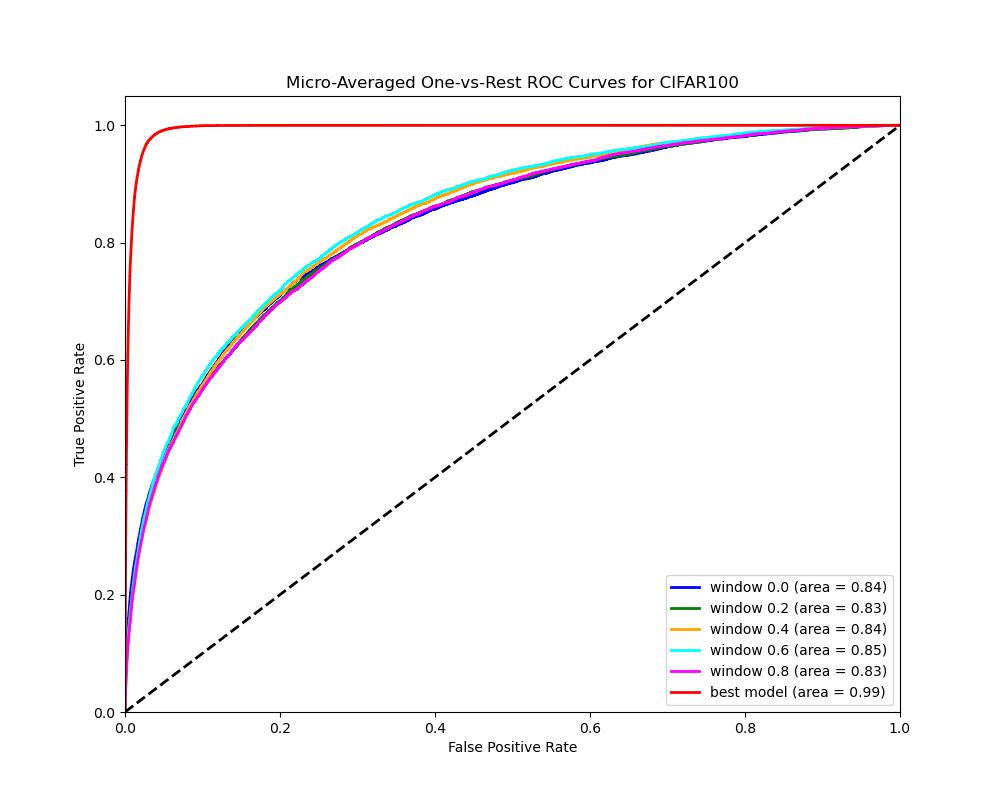 Micro-Averaged One-vs-Rest ROC Curves for CIFAR100
True Positive Rate
1.0
0.8
0.6
0.4
0.2
0.0
0.0 0.2 0.4 0.6 0.8 1.0
False Positive Rate
window 0.0 (area = 0.84)
window 0.2 (area = 0.83)
window 0.4 (area = 0.84)
window 0.6 (area = 0.85)
window 0.8 (area = 0.83)
best model (area = 0.99)